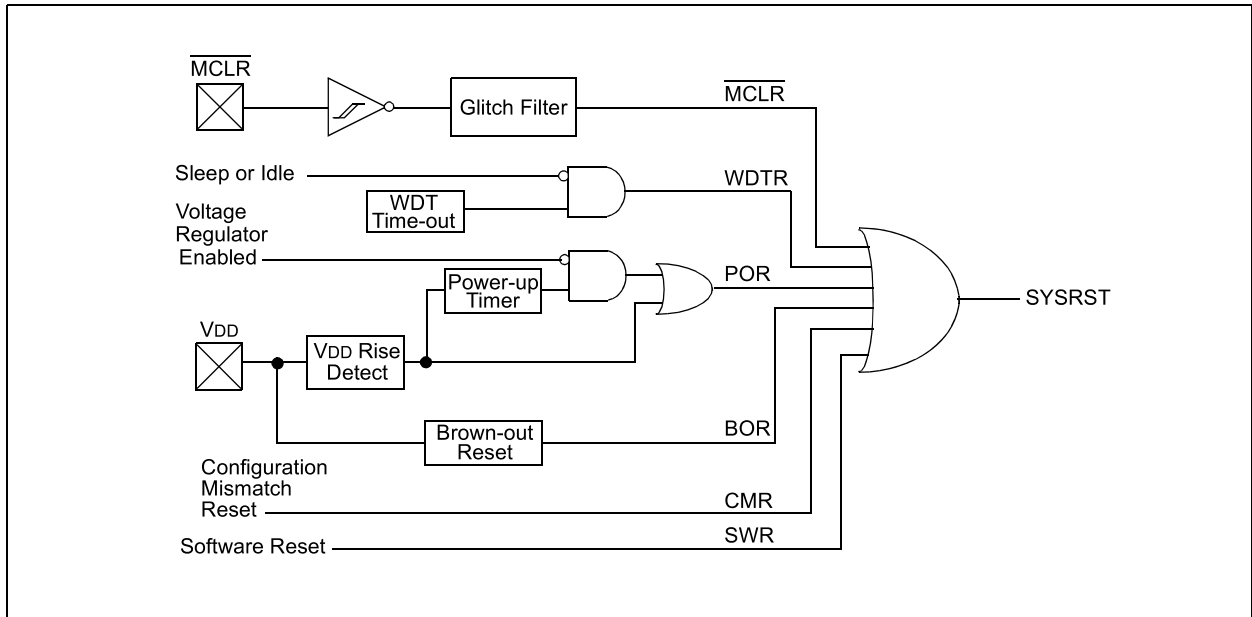 MCLR
Glitch Filter
MCLR
Sleep or Idle
WDT
Time-out
WDTR
Voltage
Regulator
Enabled
Power-up
Timer
POR
SYSRST
VDD
VDD Rise
Detect
Brown-out
Reset
BOR
Configuration
Mismatch
Reset
CMR
Software Reset
SWR